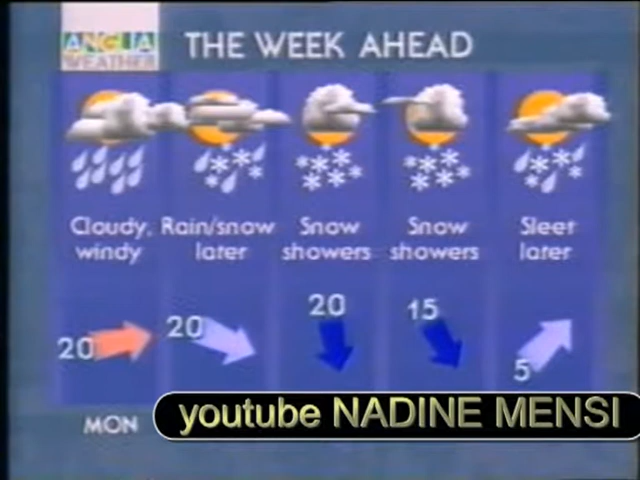 ANGLIA
WEATHER
THE WEEK AHEAD
Cloudy, windy
Rain/snow later
Snow showers
Snow showers
Sleet later
20
20
20
15
5
MON
youtube NADINE MENSI